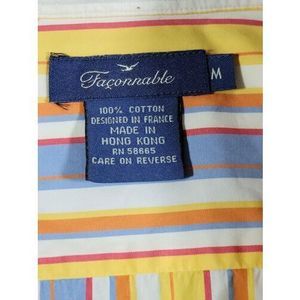 Façonnable
M
100% COTTON
DESIGNED IN FRANCE
MADE IN
HONG KONG
RN 58665
CARE ON REVERSE